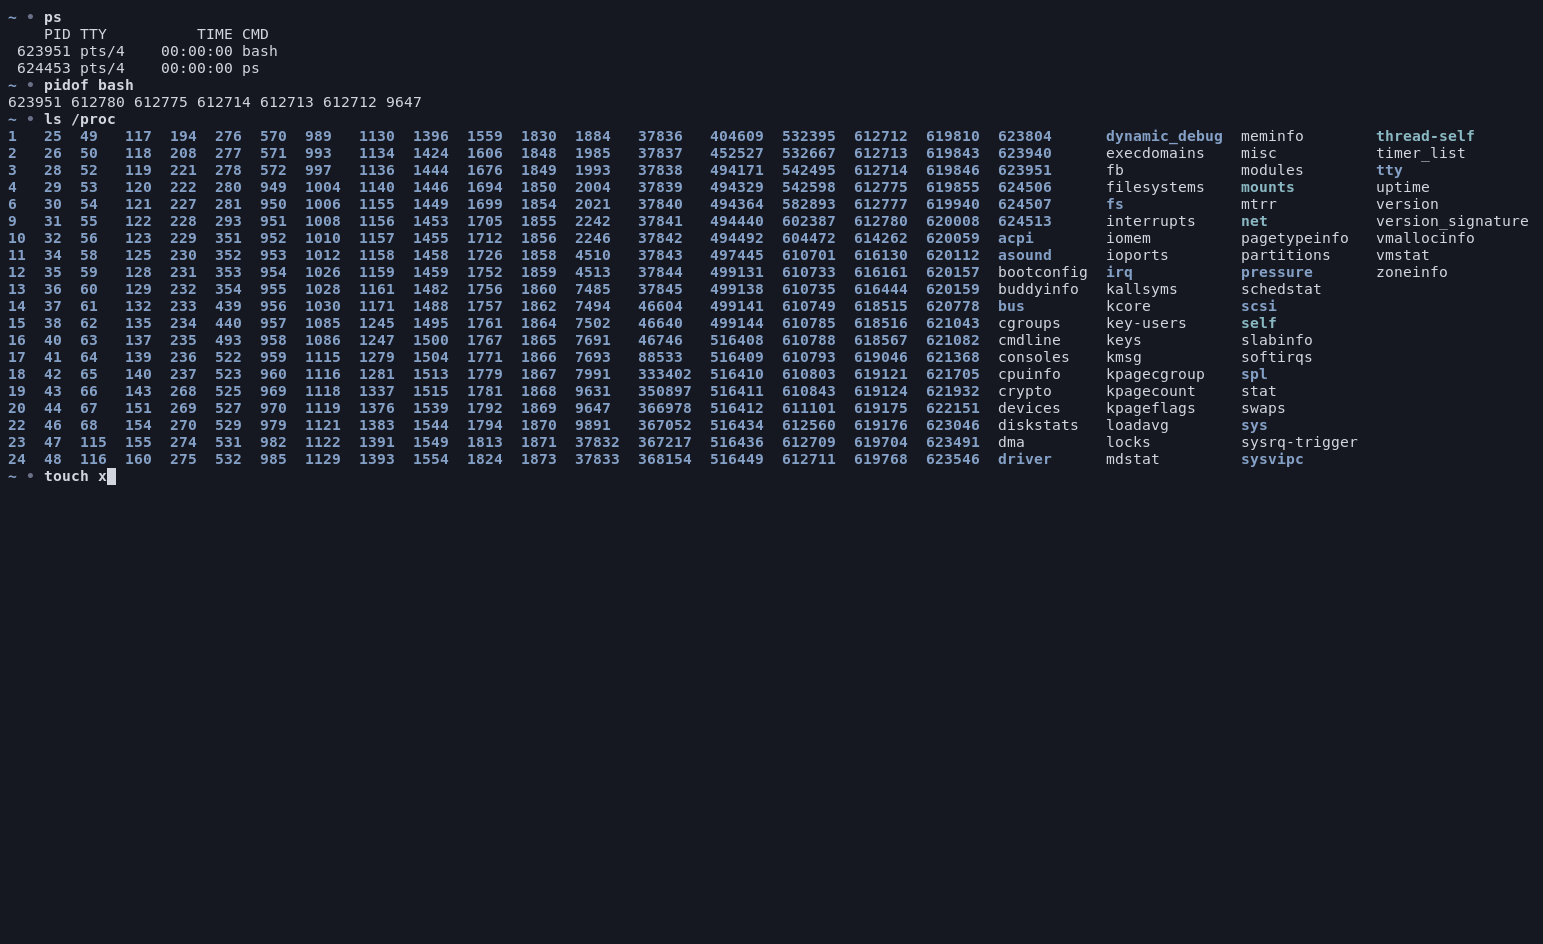 ~ • ps
    PID TTY          TIME CMD
 623951 pts/4    00:00:00 bash
 624453 pts/4    00:00:00 ps
~ • pidof bash
623951 612780 612775 612714 612713 612712 9647
~ • ls /proc
1   25  49   117  194  276  570  989   1130  1396  1559  1830  1884   37836   404609  532395  612712  619810  623804      dynamic_debug  meminfo        thread-self
2   26  50   118  208  277  571  993   1134  1424  1606  1848  1985   37837   452527  532667  612713  619843  623940      execdomains    misc           timer_list
3   28  52   119  221  278  572  997   1136  1444  1676  1849  1993   37838   494171  542495  612714  619846  623951      fb             modules        tty
4   29  53   120  222  280  949  1004  1140  1446  1694  1850  2004   37839   494329  542598  612775  619855  624506      filesystems    mounts         uptime
6   30  54   121  227  281  950  1006  1155  1449  1699  1854  2021   37840   494364  582893  612777  619940  624507      fs             mtrr           version
9   31  55   122  228  293  951  1008  1156  1453  1705  1855  2242   37841   494440  602387  612780  620008  624513      interrupts     net            version_signature
10  32  56   123  229  351  952  1010  1157  1455  1712  1856  2246   37842   494492  604472  614262  620059  acpi        iomem          pagetypeinfo   vmallocinfo
11  34  58   125  230  352  953  1012  1158  1458  1726  1858  4510   37843   497445  610701  616130  620112  asound      ioports        partitions     vmstat
12  35  59   128  231  353  954  1026  1159  1459  1752  1859  4513   37844   499131  610733  616161  620157  bootconfig  irq            pressure       zoneinfo
13  36  60   129  232  354  955  1028  1161  1482  1756  1860  7485   37845   499138  610735  616444  620159  buddyinfo   kallsyms       schedstat
14  37  61   132  233  439  956  1030  1171  1488  1757  1862  7494   46604   499141  610749  618515  620778  bus         kcore          scsi
15  38  62   135  234  440  957  1085  1245  1495  1761  1864  7502   46640   499144  610785  618516  621043  cgroups     key-users      self
16  40  63   137  235  493  958  1086  1247  1500  1767  1865  7691   46746   516408  610788  618567  621082  cmdline     keys           slabinfo
17  41  64   139  236  522  959  1115  1279  1504  1771  1866  7693   88533   516409  610793  619046  621368  consoles    kmsg           softirqs
18  42  65   140  237  523  960  1116  1281  1513  1779  1867  7991   333402  516410  610803  619121  621705  cpuinfo     kpagecgroup    spl
19  43  66   143  268  525  969  1118  1337  1515  1781  1868  9631   350897  516411  610843  619124  621932  crypto      kpagecount     stat
20  44  67   151  269  527  970  1119  1376  1539  1792  1869  9647   366978  516412  611101  619175  622151  devices     kpageflags     swaps
22  46  68   154  270  529  979  1121  1383  1544  1794  1870  9891   367052  516434  612560  619176  623046  diskstats   loadavg        sys
23  47  115  155  274  531  982  1122  1391  1549  1813  1871  37832  367217  516436  612709  619704  623491  dma         locks          sysrq-trigger
24  48  116  160  275  532  985  1129  1393  1554  1824  1873  37833  368154  516449  612711  619768  623546  driver      mdstat         sysvipc
~ • touch x